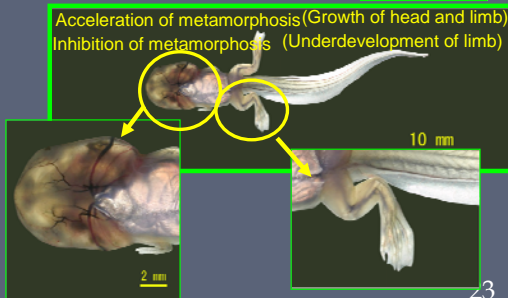 Acceleration of metamorphosis (Growth of head and limb)
Inhibition of metamorphosis (Underdevelopment of limb)
10 mm
2 mm
23